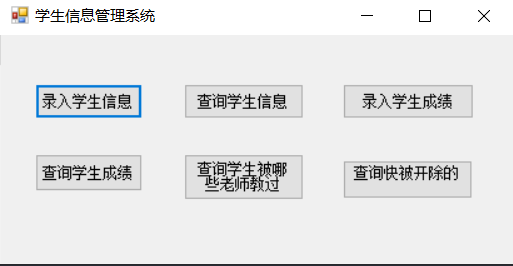 学生信息管理系统
录入学生信息
查询学生信息
录入学生成绩
查询学生成绩
查询学生被哪
些老师教过
查询快被开除的